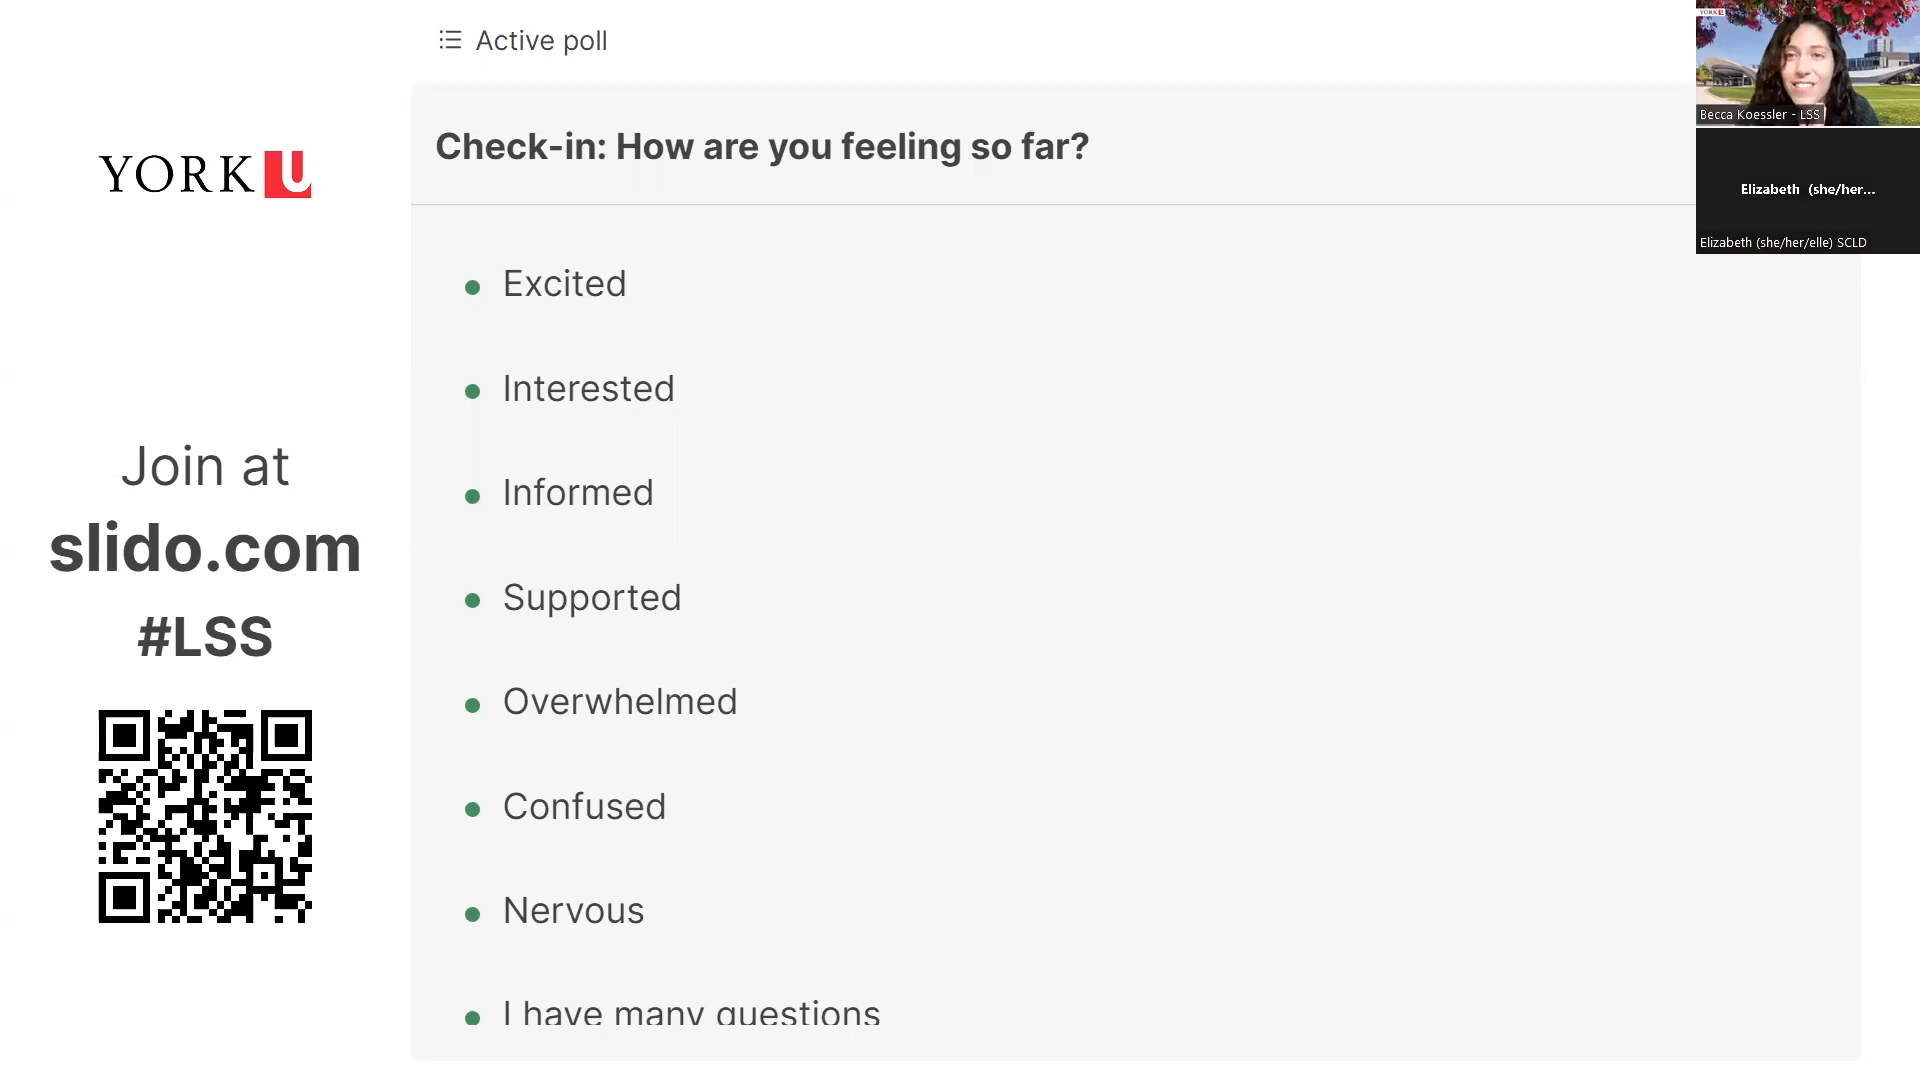 Active poll
YORK U
Check-in: How are you feeling so far?
Join at
slido.com
#LSS
Excited
Interested
Informed
Supported
Overwhelmed
Confused
Nervous
I have many questions
YORK U
Becca Koessler - LSS
Elizabeth (she/her...
Elizabeth (she/her/elle) SCLD